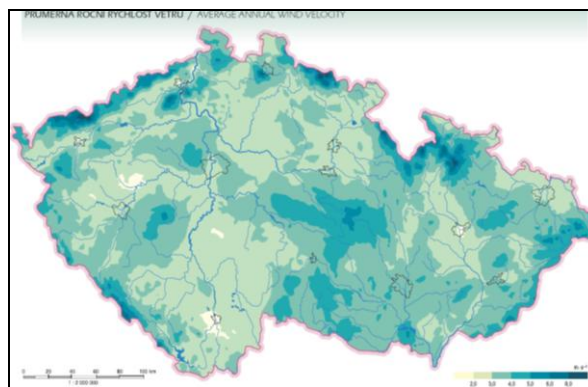 PRŮMĚRNÁ ROČNÍ RYCHLOST VĚTRU / AVERAGE ANNUAL WIND VELOCITY
0 20 40 60 80 100 km
1 : 2 000 000
m.s⁻¹
2,0 3,0 4,0 5,0 6,0 8,0